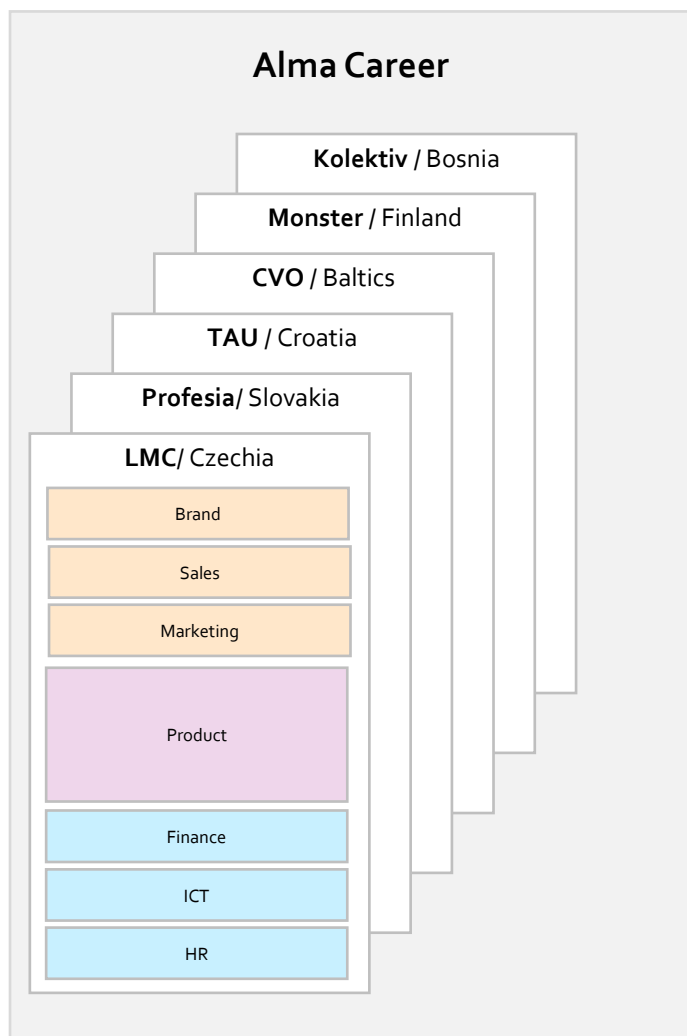 Alma Career
Kolektiv / Bosnia
Monster / Finland
CVO / Baltics
TAU / Croatia
Profesia/ Slovakia
LMC/ Czechia
Brand
Sales
Marketing
Product
Finance
ICT
HR